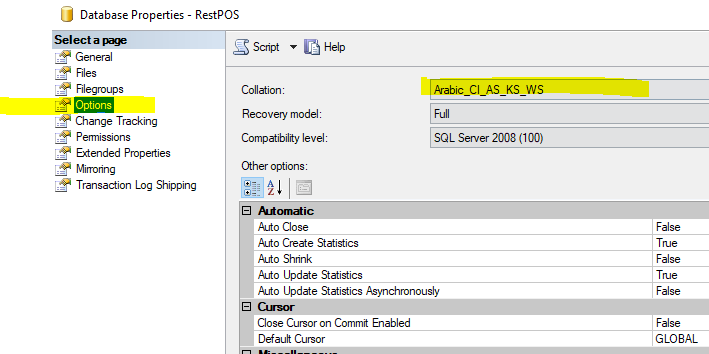 Database Properties - RestPOS
Select a page
General
Files
Filegroups
Options
Change Tracking
Permissions
Extended Properties
Mirroring
Transaction Log Shipping
Script Help
Collation: Arabic_CI_AS_KS_WS
Recovery model: Full
Compatibility level: SQL Server 2008 (100)
Other options:
Automatic
Auto Close False
Auto Create Statistics True
Auto Shrink False
Auto Update Statistics True
Auto Update Statistics Asynchronously False
Cursor
Close Cursor on Commit Enabled False
Default Cursor GLOBAL